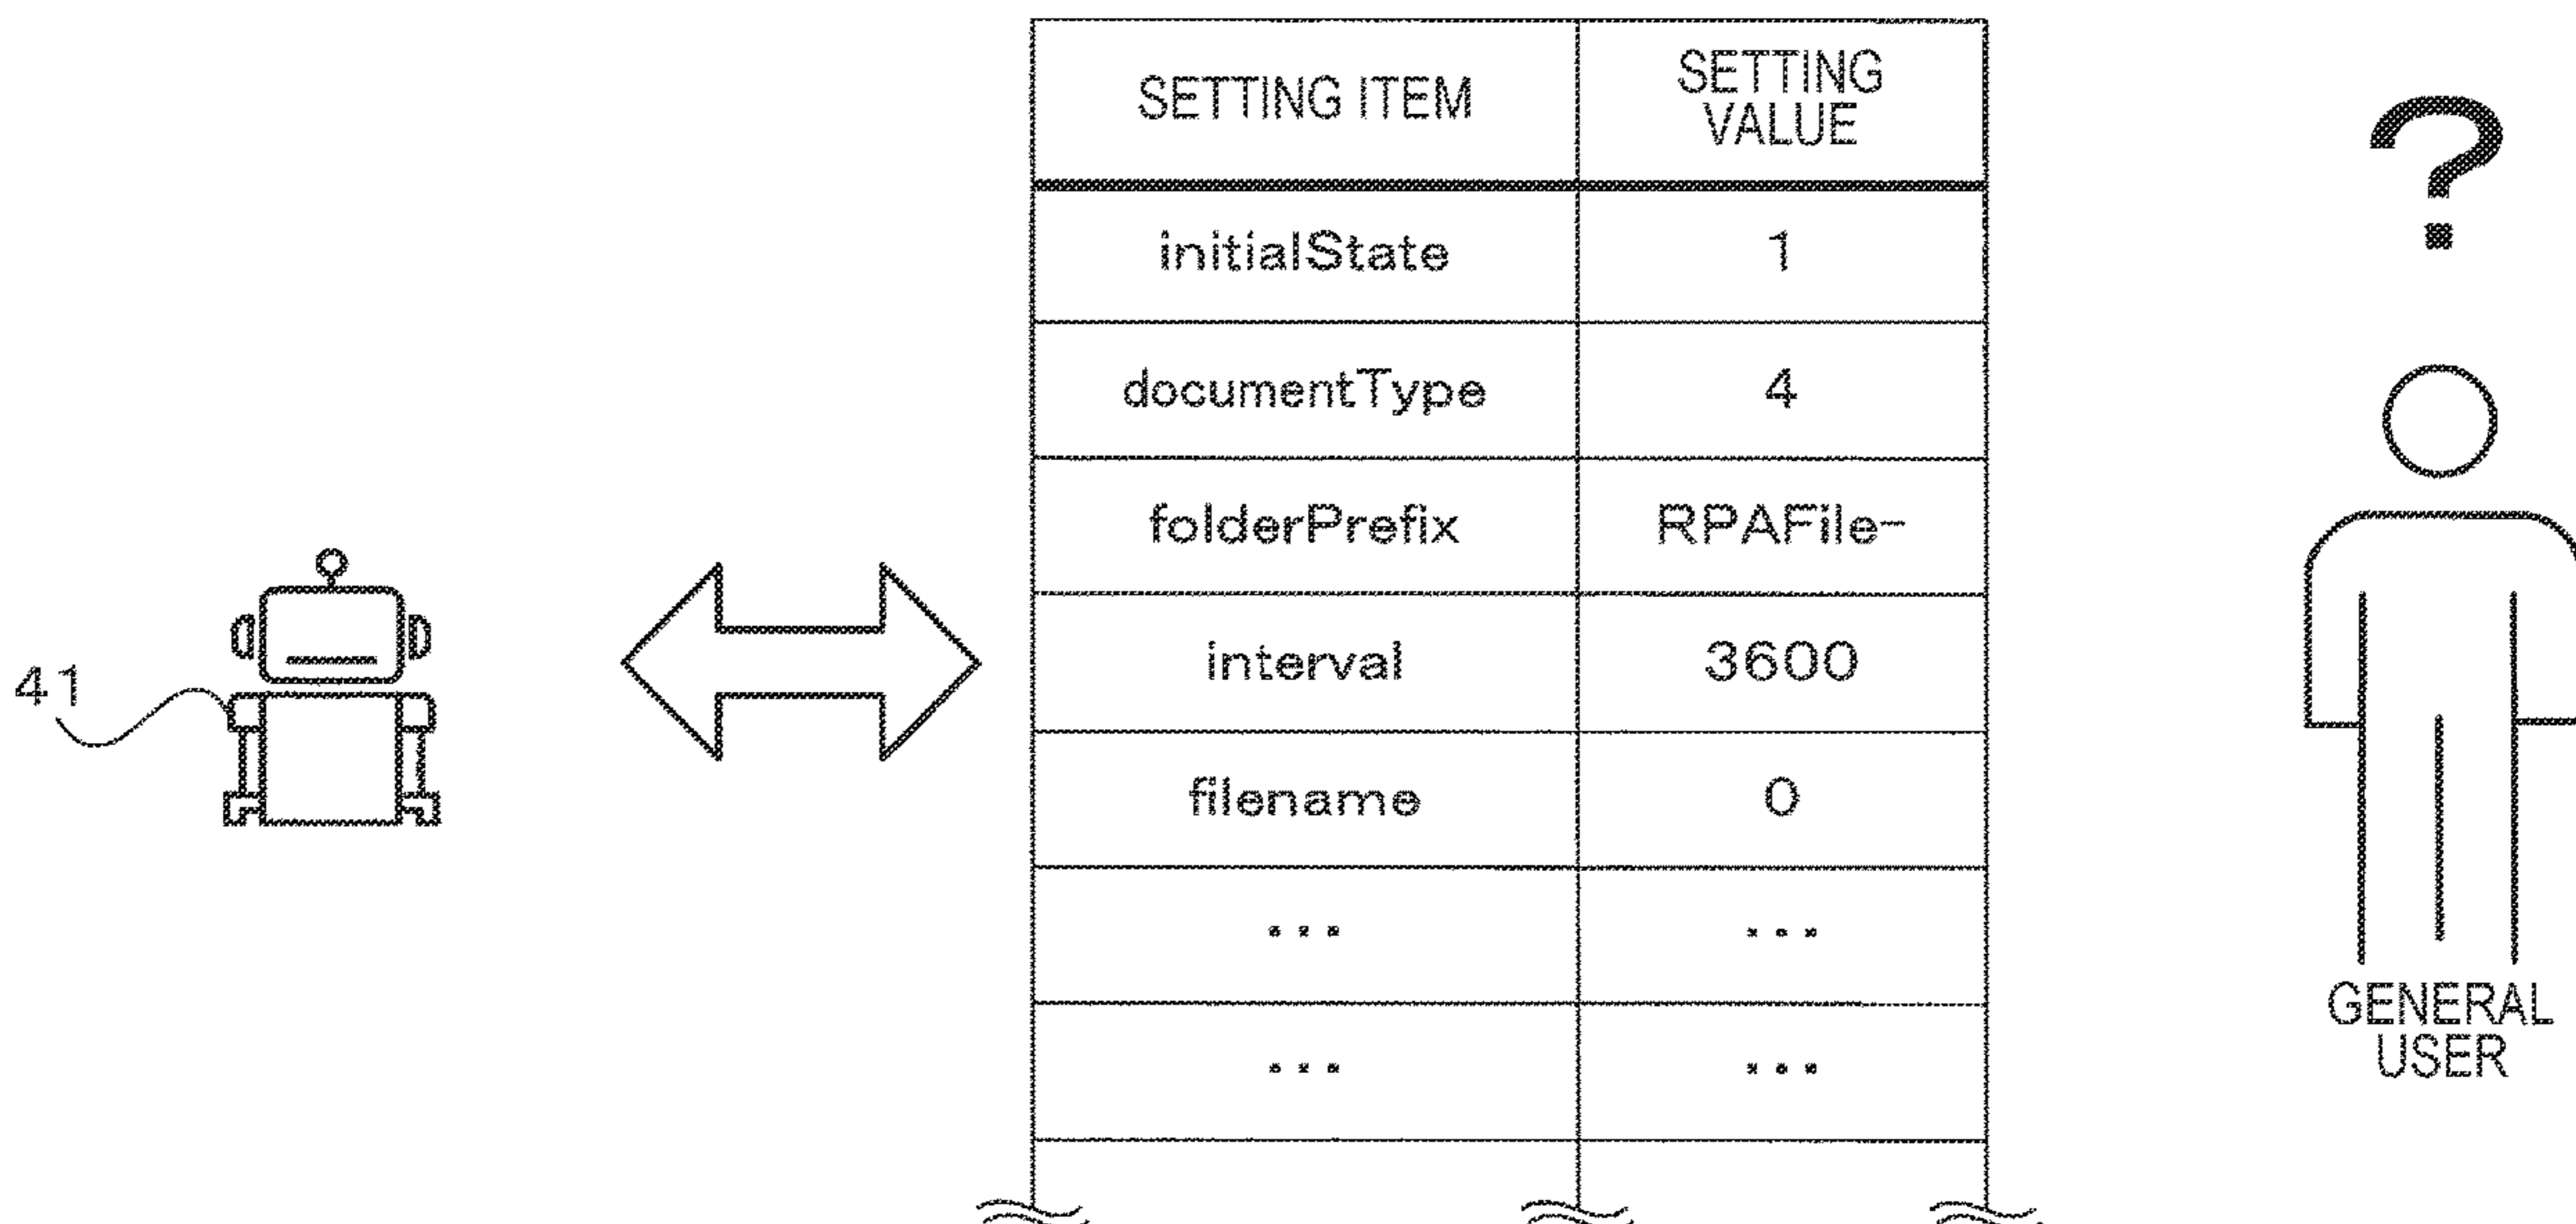 SETTING ITEM
SETTING
VALUE
?
initialState
1
documentType
4
folderPrefix
RPAFile-
interval
3600
41
filename
0
...
...
...
...
GENERAL
USER